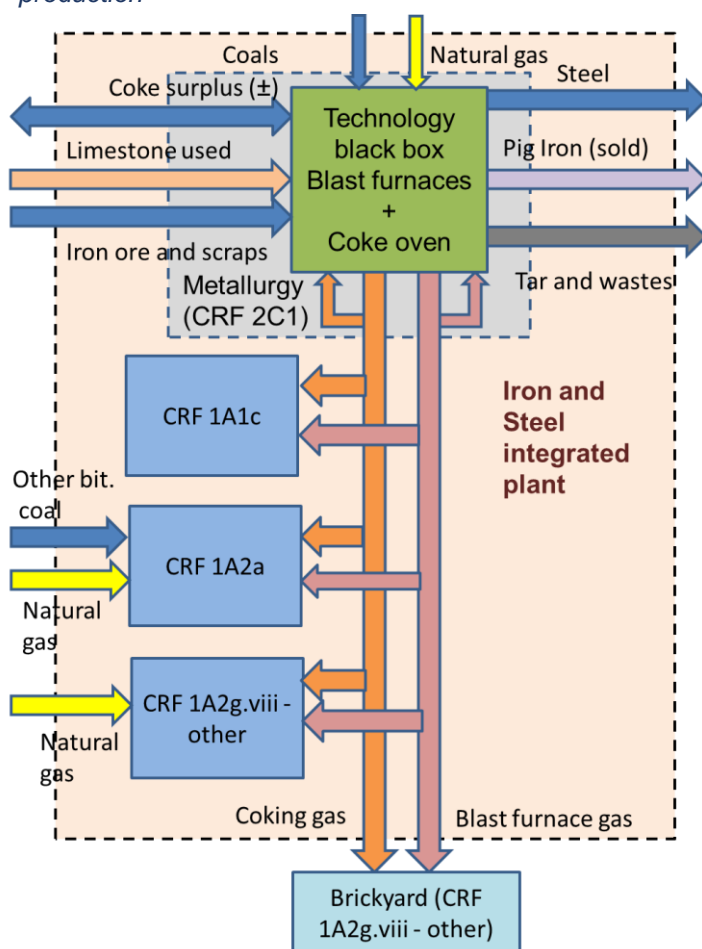 production
Coals
Natural gas
Steel
Coke surplus (±)
Technology
black box
Blast furnaces
+
Coke oven
Limestone used
Pig Iron (sold)
Iron ore and scraps
Tar and wastes
Metallurgy
(CRF 2C1)
CRF 1A1c
Iron and
Steel
integrated
plant
Other bit.
coal
CRF 1A2a
Natural
gas
CRF 1A2g.viii -
other
Natural
gas
Coking gas
Blast furnace gas
Brickyard (CRF
1A2g.viii - other)